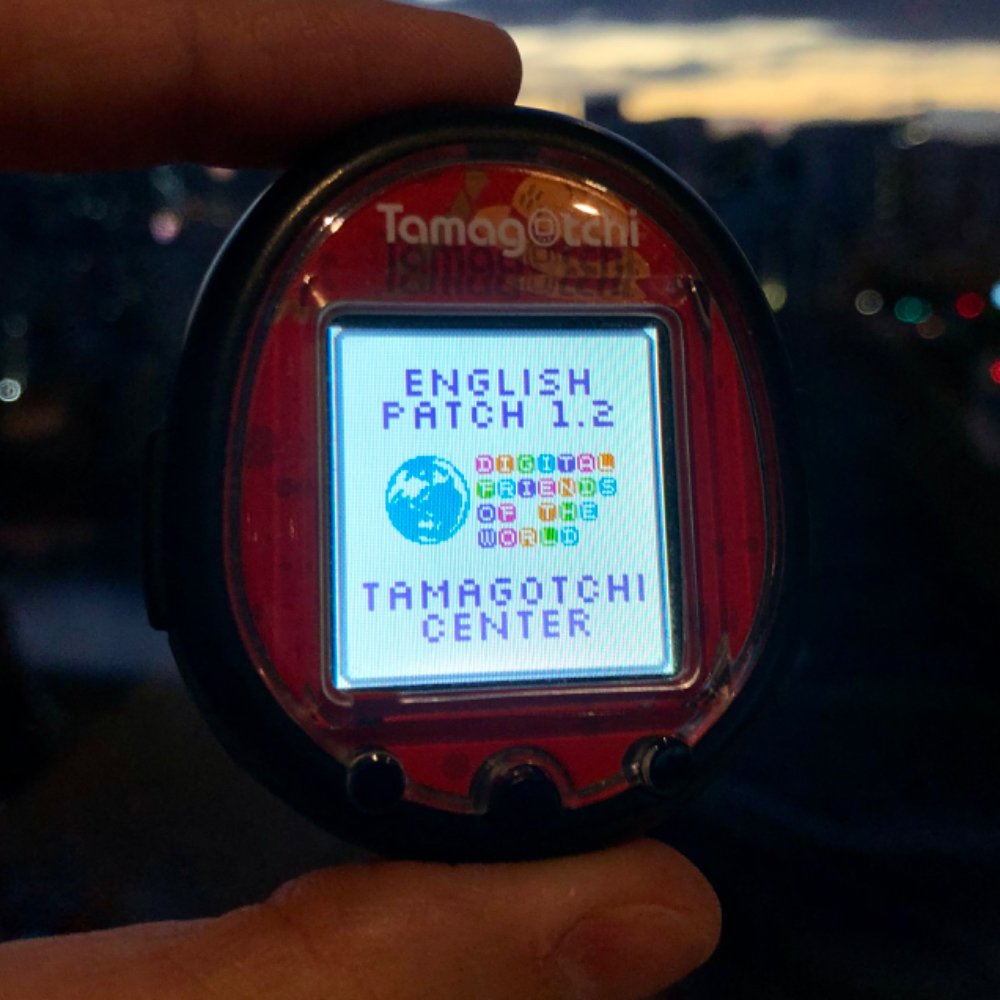 Tamagotchi
ENGLISH
PATCH 1.2
DIGITAL
FRIENDS
OF THE
WORLD
TAMAGOTCHI
CENTER